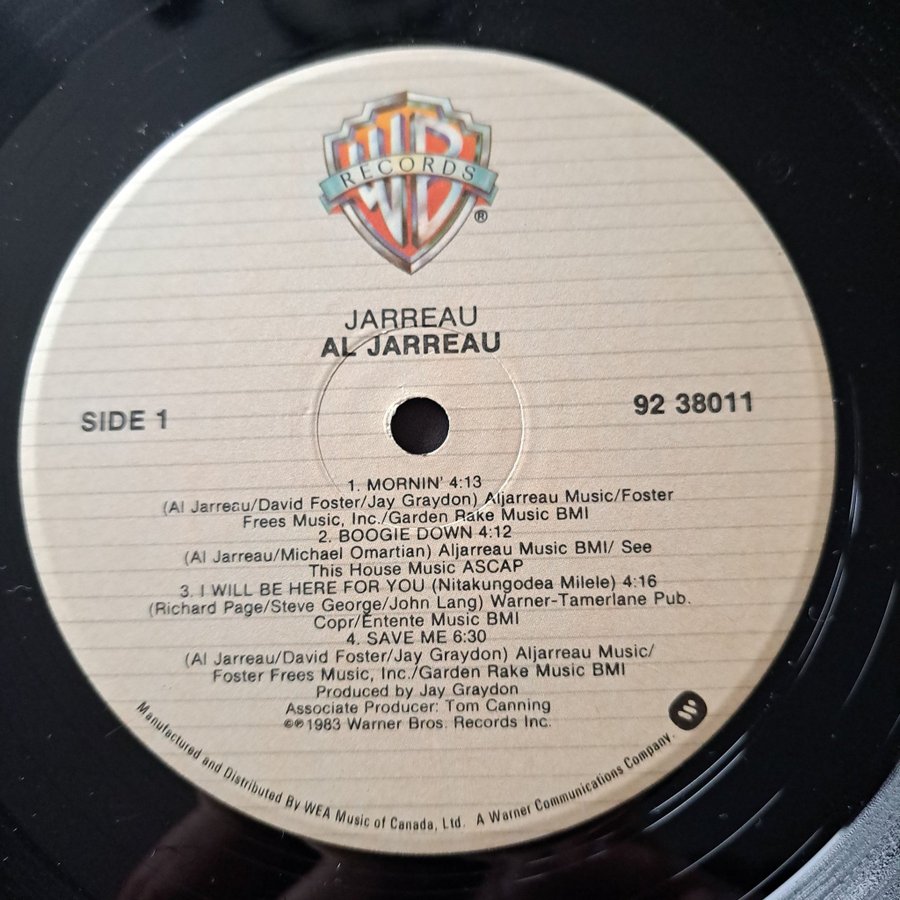 WB
RECORDS
®
JARREAU
AL JARREAU
SIDE 1
92 38011
1. MORNIN' 4:13
(Al Jarreau/David Foster/Jay Graydon) Aljarreau Music/Foster
Frees Music, Inc./Garden Rake Music BMI
2. BOOGIE DOWN 4:12
(Al Jarreau/Michael Omartian) Aljarreau Music BMI/ See
This House Music ASCAP
3. I WILL BE HERE FOR YOU (Nitakungodea Milele) 4:16
(Richard Page/Steve George/John Lang) Warner-Tamerlane Pub.
Copr/Entente Music BMI
4. SAVE ME 6:30
(Al Jarreau/David Foster/Jay Graydon) Aljarreau Music/
Foster Frees Music, Inc./Garden Rake Music BMI
Produced by Jay Graydon
Associate Producer: Tom Canning
©℗1983 Warner Bros. Records Inc.
Manufactured and Distributed By WEA Music of Canada, Ltd. A Warner Communications Company.